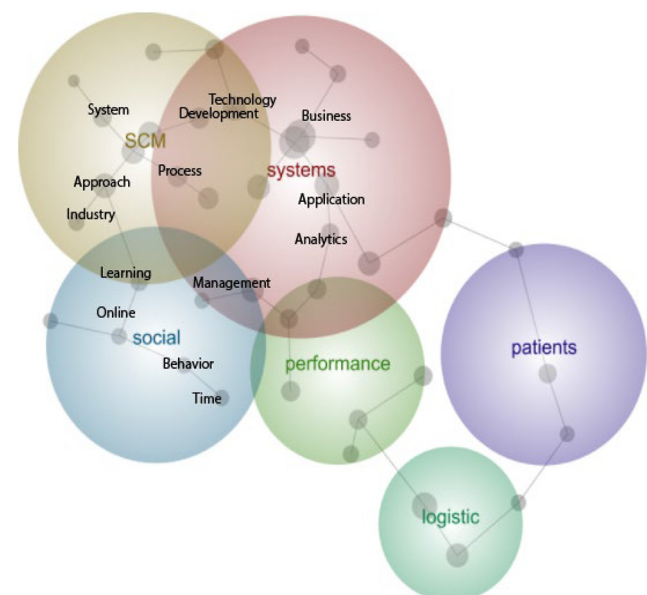 Technology
System
Development
Business
SCM
Process
systems
Approach
Application
Industry
Analytics
Learning
Management
Online
social
performance
patients
Behavior
Time
logistic